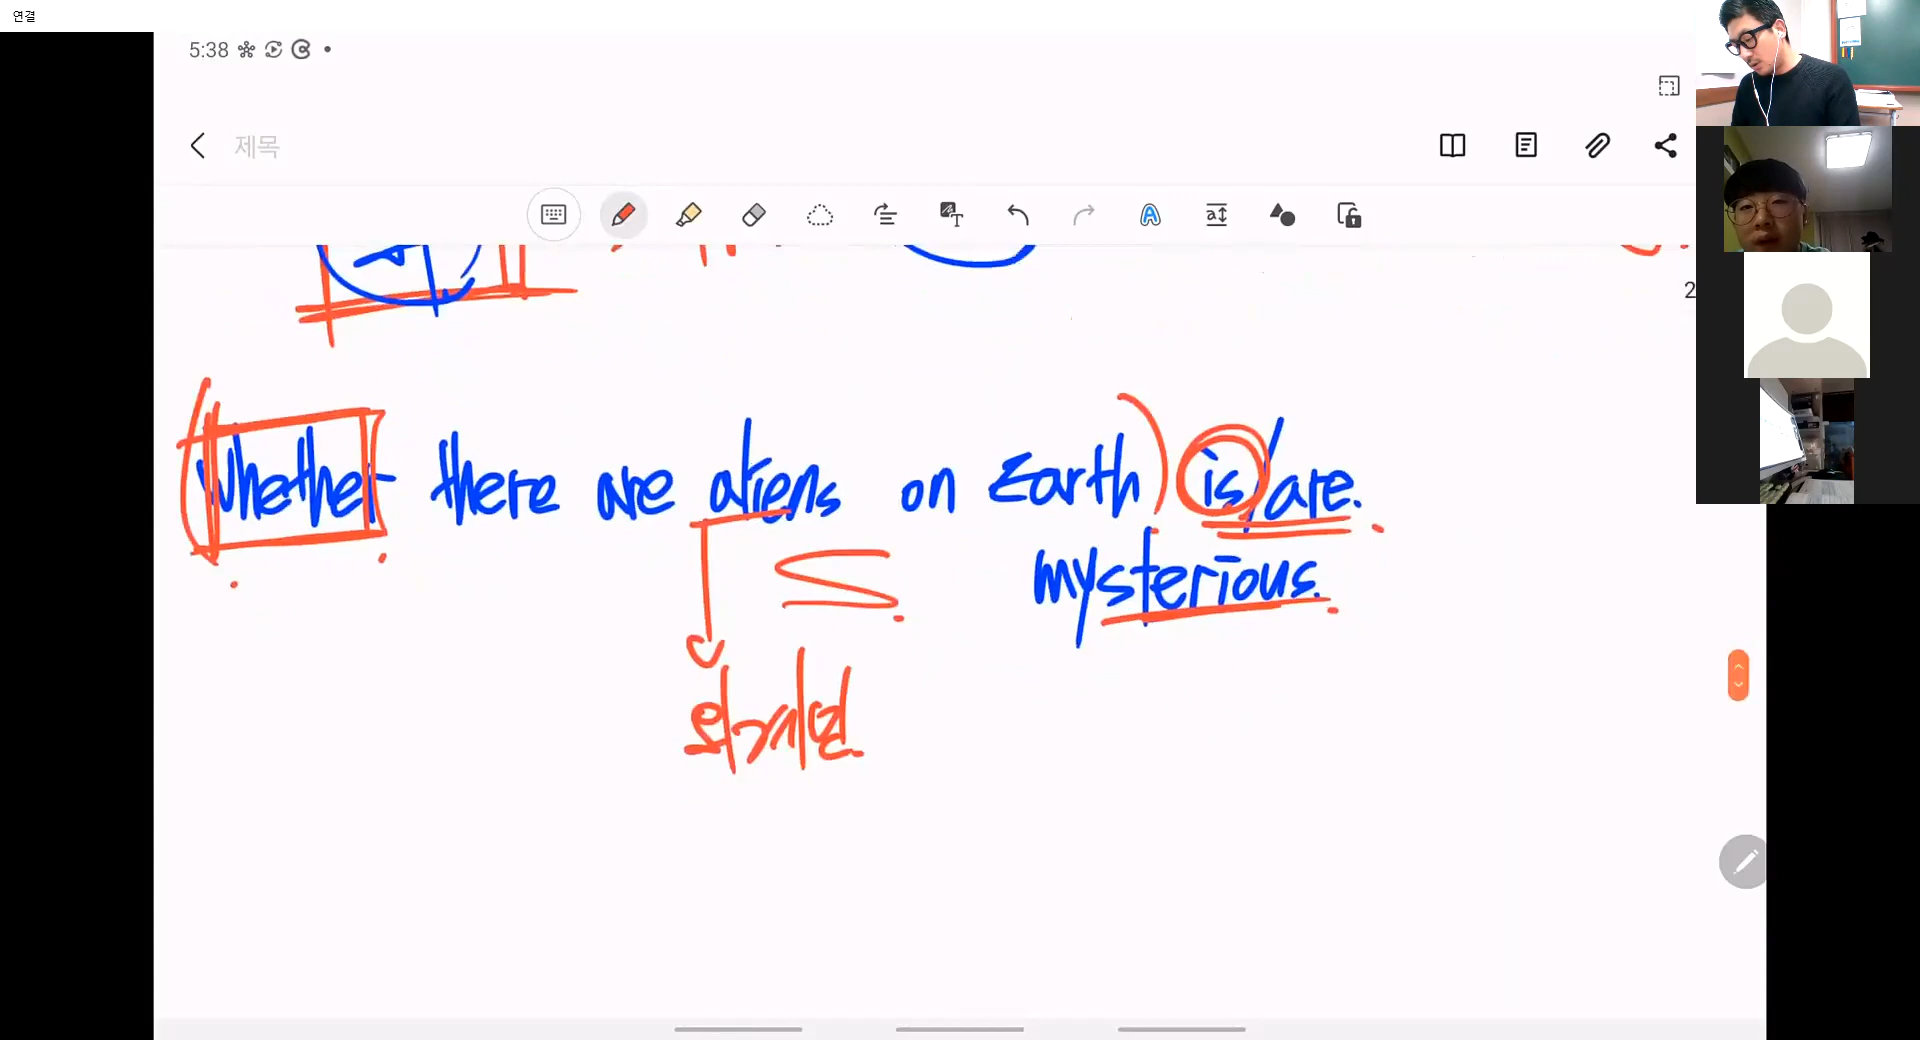 연결
5:38
제목
2
Whether there are aliens on Earth) is/are.
mysterious.
외계인